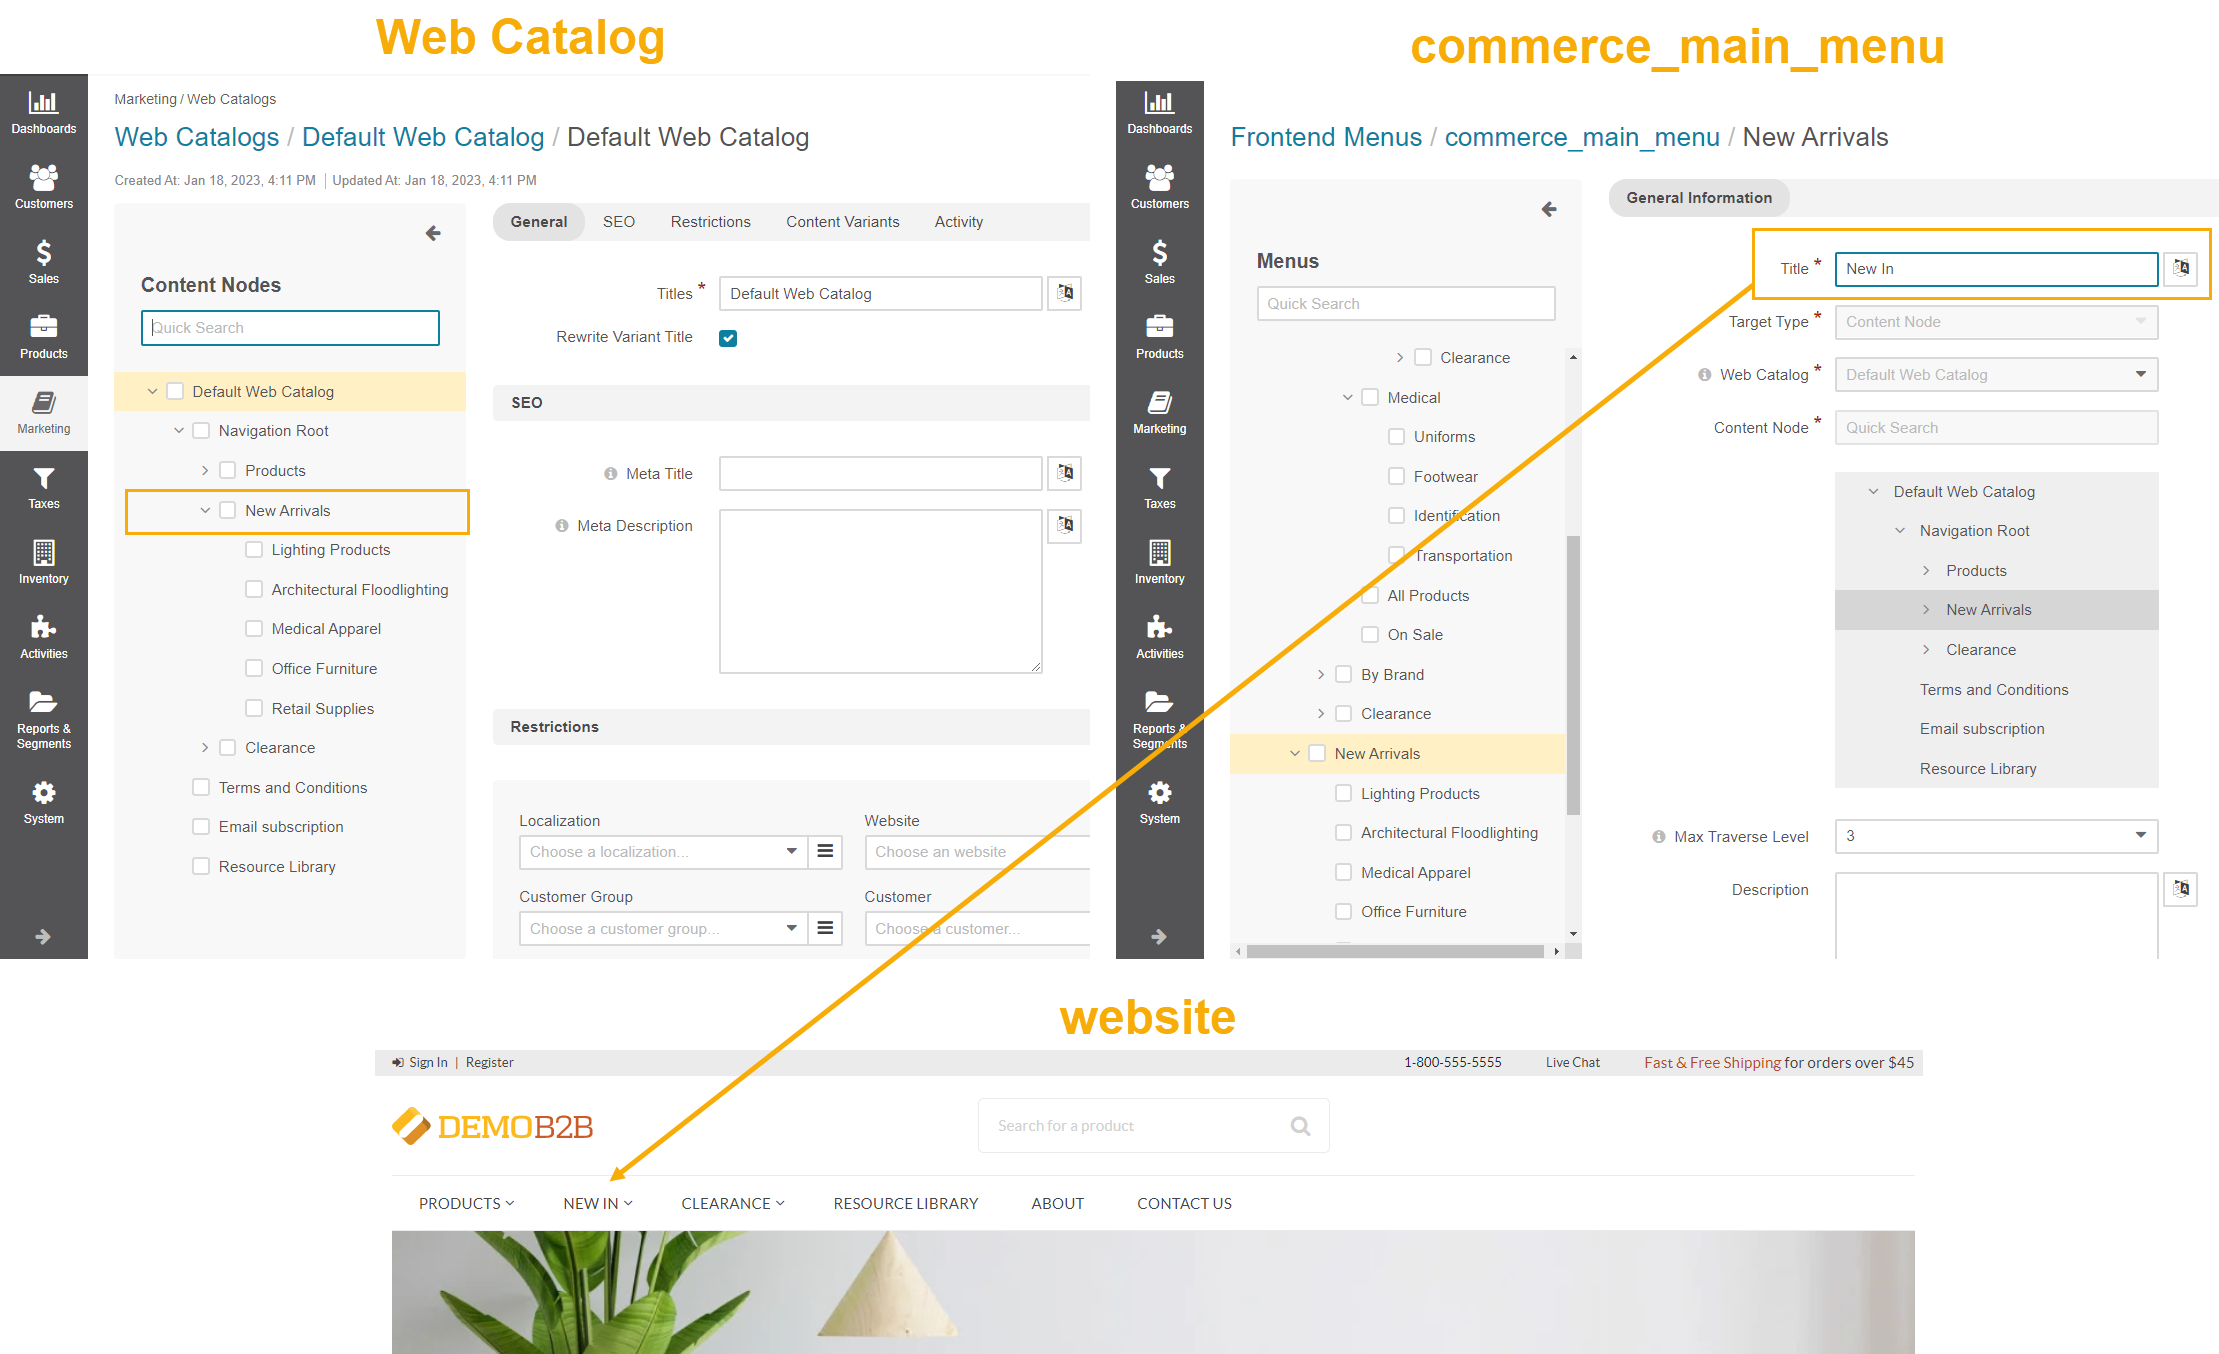 Web Catalog
Dashboards
Customers
Sales
Products
Marketing
Taxes
Inventory
Activities
Reports &
Segments
System
Marketing / Web Catalogs
Web Catalogs / Default Web Catalog / Default Web Catalog
Created At: Jan 18, 2023, 4:11 PM | Updated At: Jan 18, 2023, 4:11 PM
Content Nodes
Quick Search
Default Web Catalog
Navigation Root
Products
New Arrivals
Lighting Products
Architectural Floodlighting
Medical Apparel
Office Furniture
Retail Supplies
Clearance
Terms and Conditions
Email subscription
Resource Library
General SEO Restrictions Content Variants Activity
Titles * Default Web Catalog
Rewrite Variant Title
SEO
Meta Title
Meta Description
Restrictions
Localization Website
Choose a localization... Choose an website
Customer Group Customer
Choose a customer group... Choose a customer...
commerce_main_menu
Dashboards
Customers
Sales
Products
Marketing
Taxes
Inventory
Activities
Reports &
Segments
System
Frontend Menus / commerce_main_menu / New Arrivals
Menus
Quick Search
Clearance
Medical
Uniforms
Footwear
Identification
Transportation
All Products
On Sale
By Brand
Clearance
New Arrivals
Lighting Products
Architectural Floodlighting
Medical Apparel
Office Furniture
General Information
Title * New In
Target Type * Content Node
Web Catalog * Default Web Catalog
Content Node * Quick Search
Default Web Catalog
Navigation Root
Products
New Arrivals
Clearance
Terms and Conditions
Email subscription
Resource Library
Max Traverse Level 3
Description
website
Sign In | Register 1-800-555-5555 Live Chat Fast & Free Shipping for orders over $45
DEMOB2B Search for a product
PRODUCTS NEW IN CLEARANCE RESOURCE LIBRARY ABOUT CONTACT US